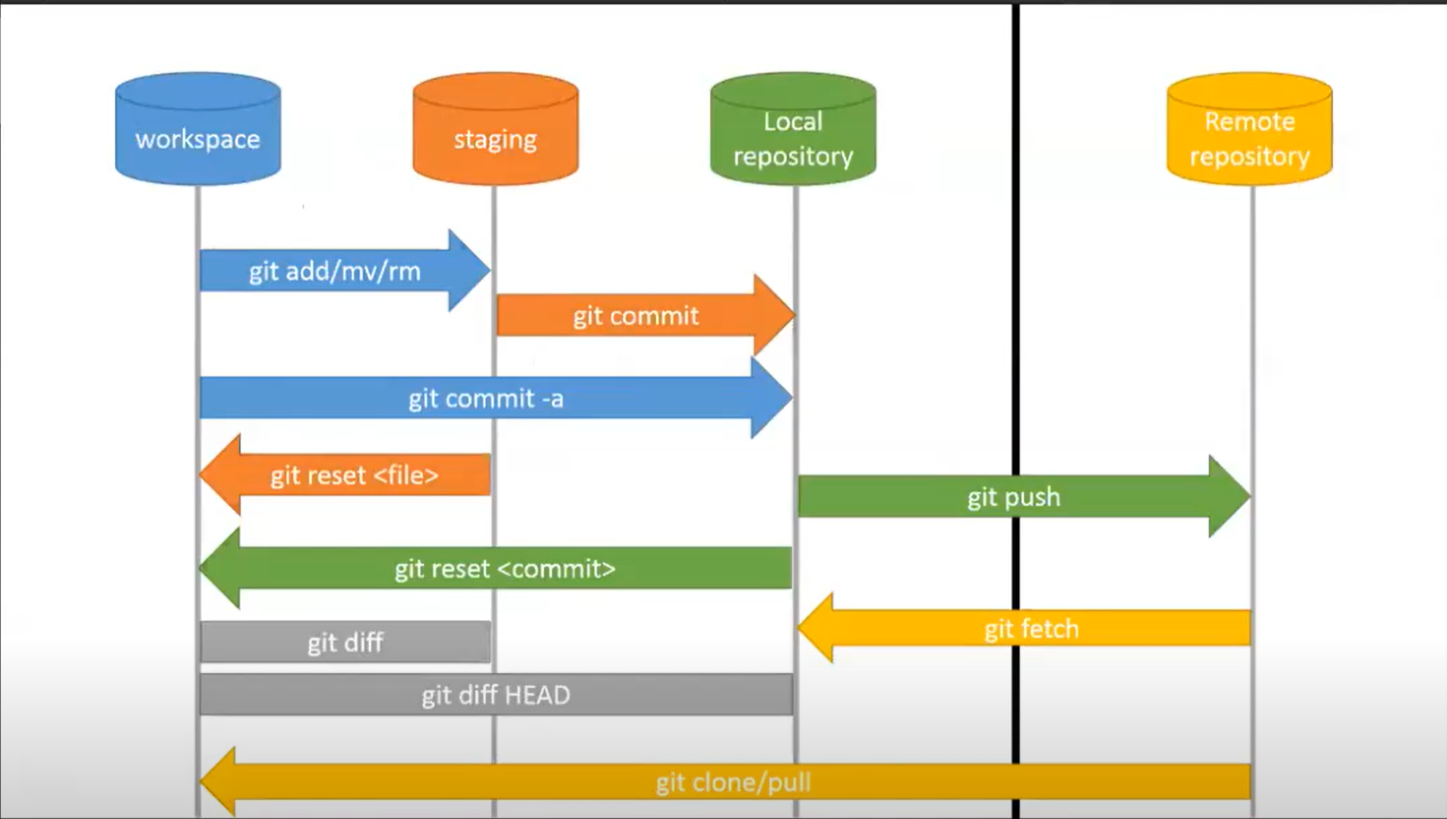 workspace
staging
Local
repository
Remote
repository
git add/mv/rm
git commit
git commit -a
git reset <file>
git push
git reset <commit>
git fetch
git diff
git diff HEAD
git clone/pull